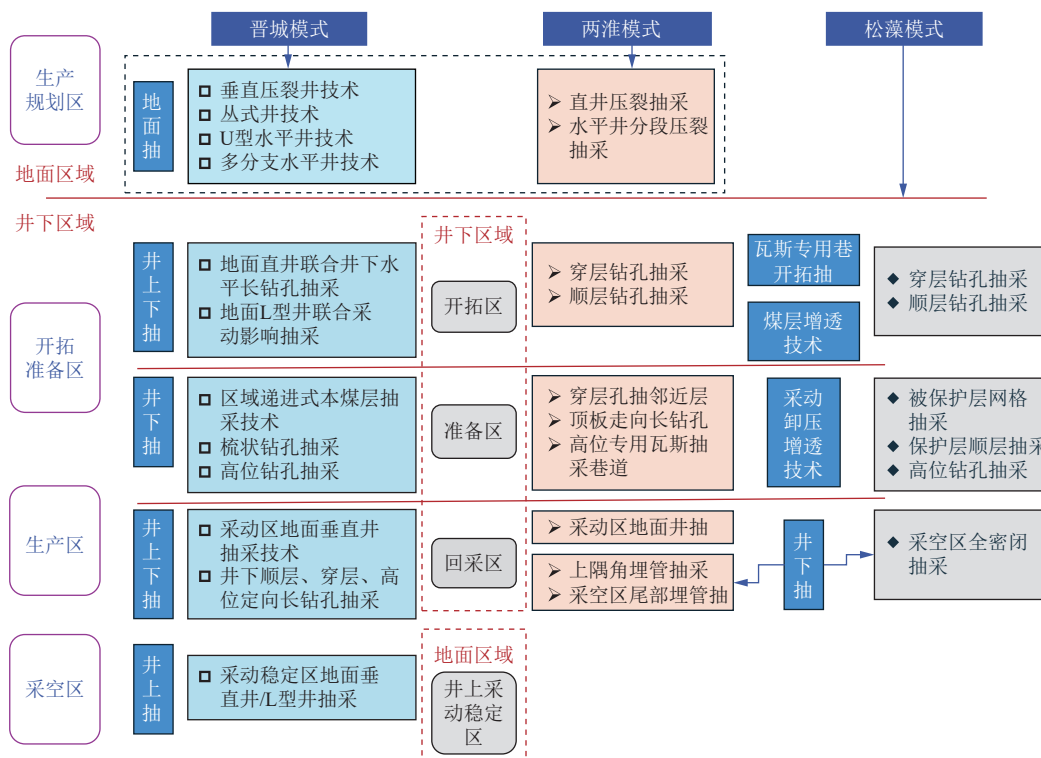 晋城模式
两淮模式
松藻模式
生产
规划区
地面抽
垂直压裂井技术
丛式井技术
U型水平井技术
多分支水平井技术
直井压裂抽采
水平井分段压裂
抽采
地面区域
井下区域
开拓
准备区
井上下抽
地面直井联合井下水
平长钻孔抽采
地面L型井联合采
动影响抽采
井下区域
开拓区
穿层钻孔抽采
顺层钻孔抽采
瓦斯专用巷
开拓抽
煤层增透
技术
穿层钻孔抽采
顺层钻孔抽采
井下抽
区域递进式本煤层抽
采技术
梳状钻孔抽采
高位钻孔抽采
准备区
穿层孔抽邻近层
顶板走向长钻孔
高位专用瓦斯抽
采巷道
采动
卸压
增透
技术
被保护层网格
抽采
保护层顺层抽采
高位钻孔抽采
生产区
井上下抽
采动区地面垂直井
抽采技术
井下顺层、穿层、高
位定向长钻孔抽采
回采区
采动区地面井抽
上隅角埋管抽采
采空区尾部埋管抽
井下抽
采空区全密闭
抽采
采空区
井上抽
采动稳定区地面垂
直井/L型井抽采
地面区域
井上采
动稳定
区